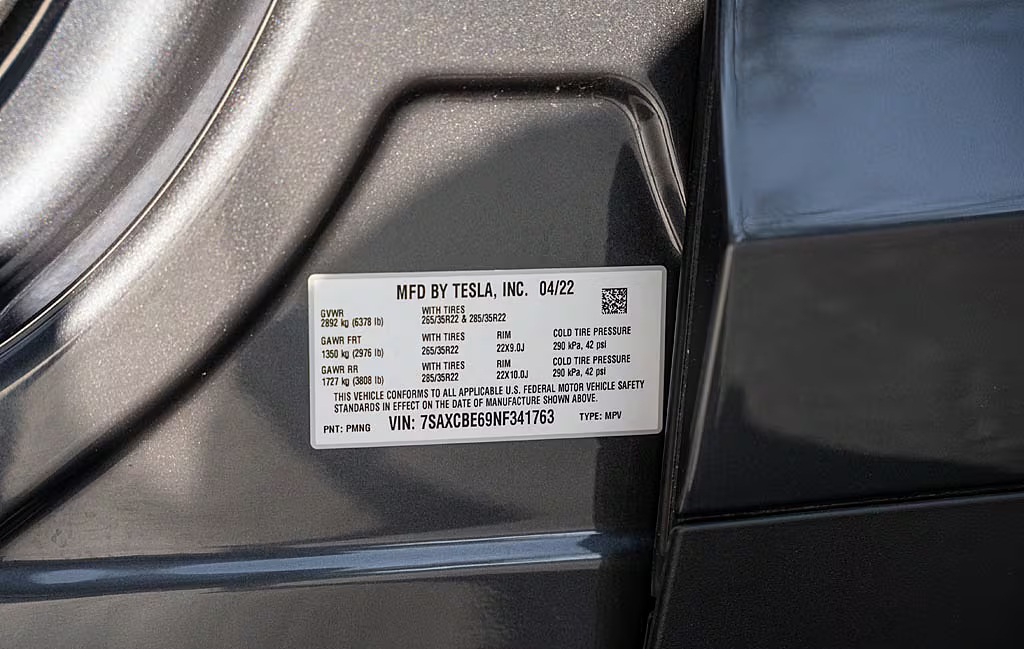 MFD BY TESLA, INC. 04/22
GVWR WITH TIRES
2892 kg (6378 lb) 265/35R22 & 285/35R22
GAWR FRT WITH TIRES RIM COLD TIRE PRESSURE
1350 kg (2976 lb) 265/35R22 22X9.0J 290 kPa, 42 psi
GAWR RR WITH TIRES RIM COLD TIRE PRESSURE
1727 kg (3808 lb) 285/35R22 22X10.0J 290 kPa, 42 psi
THIS VEHICLE CONFORMS TO ALL APPLICABLE U.S. FEDERAL MOTOR VEHICLE SAFETY
STANDARDS IN EFFECT ON THE DATE OF MANUFACTURE SHOWN ABOVE.
PNT: PMNG VIN: 7SAXCBE69NF341763 TYPE: MPV